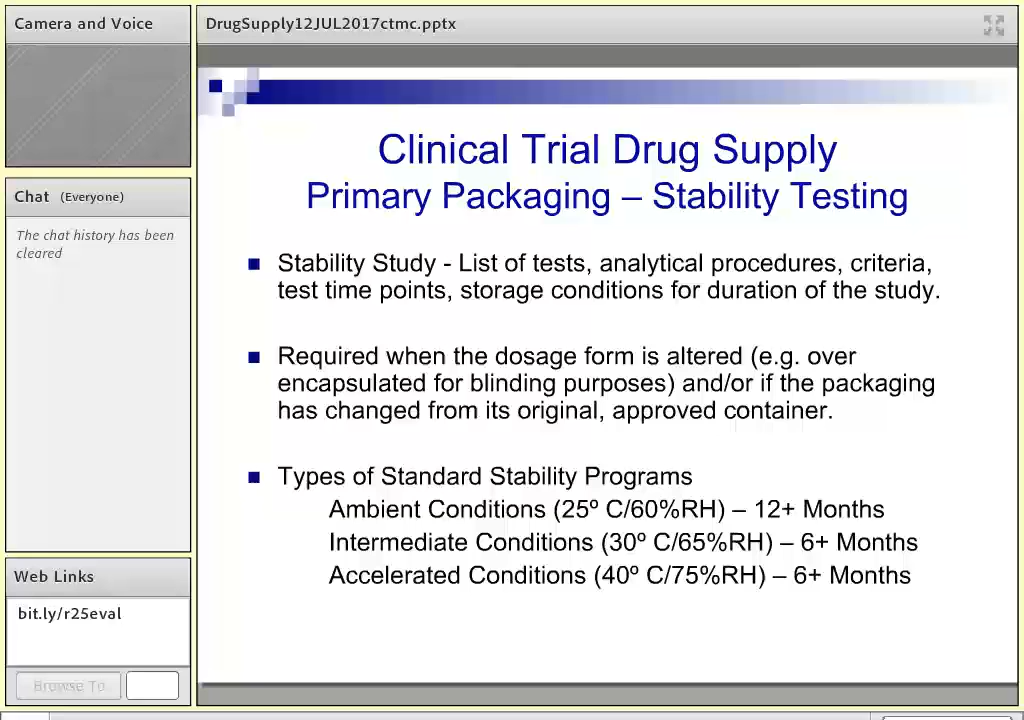 Camera and Voice
DrugSupply12JUL2017ctmc.pptx
Chat (Everyone)
The chat history has been
cleared
Web Links
bit.ly/r25eval
Browse To
Clinical Trial Drug Supply
Primary Packaging – Stability Testing
Stability Study - List of tests, analytical procedures, criteria,
test time points, storage conditions for duration of the study.
Required when the dosage form is altered (e.g. over
encapsulated for blinding purposes) and/or if the packaging
has changed from its original, approved container.
Types of Standard Stability Programs
Ambient Conditions (25º C/60%RH) – 12+ Months
Intermediate Conditions (30º C/65%RH) – 6+ Months
Accelerated Conditions (40º C/75%RH) – 6+ Months